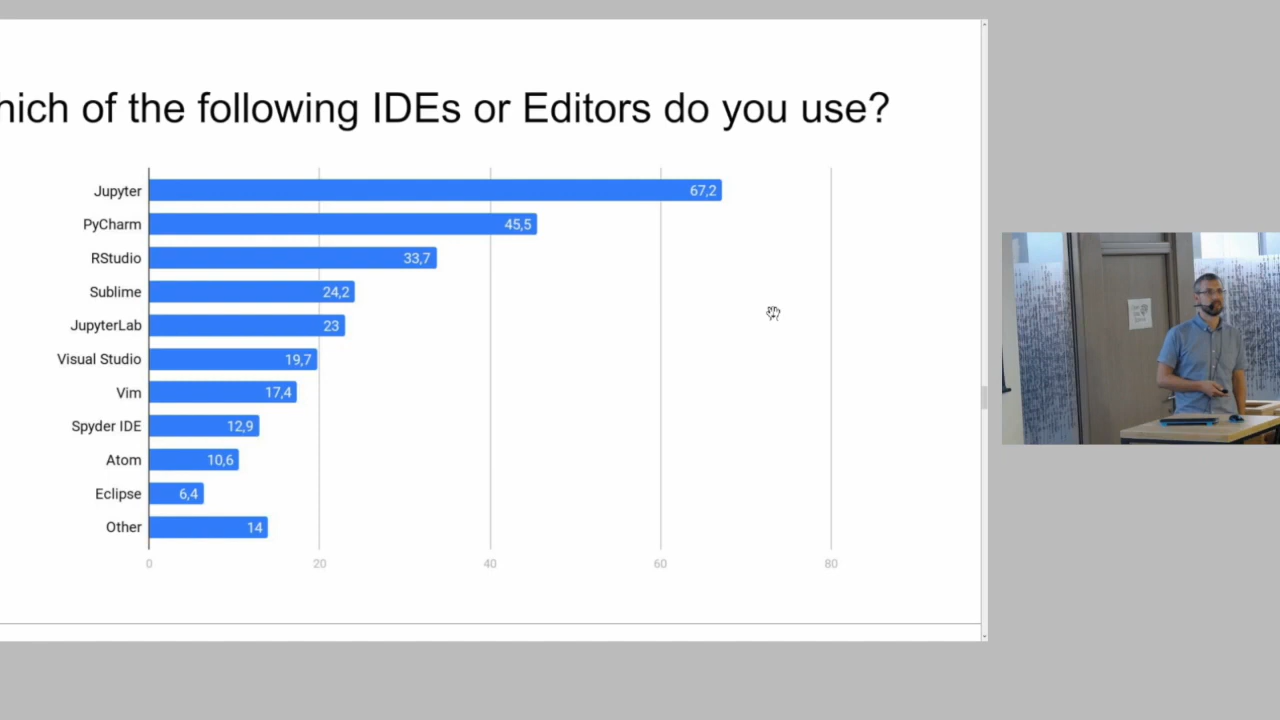 hich of the following IDEs or Editors do you use?
Jupyter 67,2
PyCharm 45,5
RStudio 33,7
Sublime 24,2
JupyterLab 23
Visual Studio 19,7
Vim 17,4
Spyder IDE 12,9
Atom 10,6
Eclipse 6,4
Other 14
0 20 40 60 80